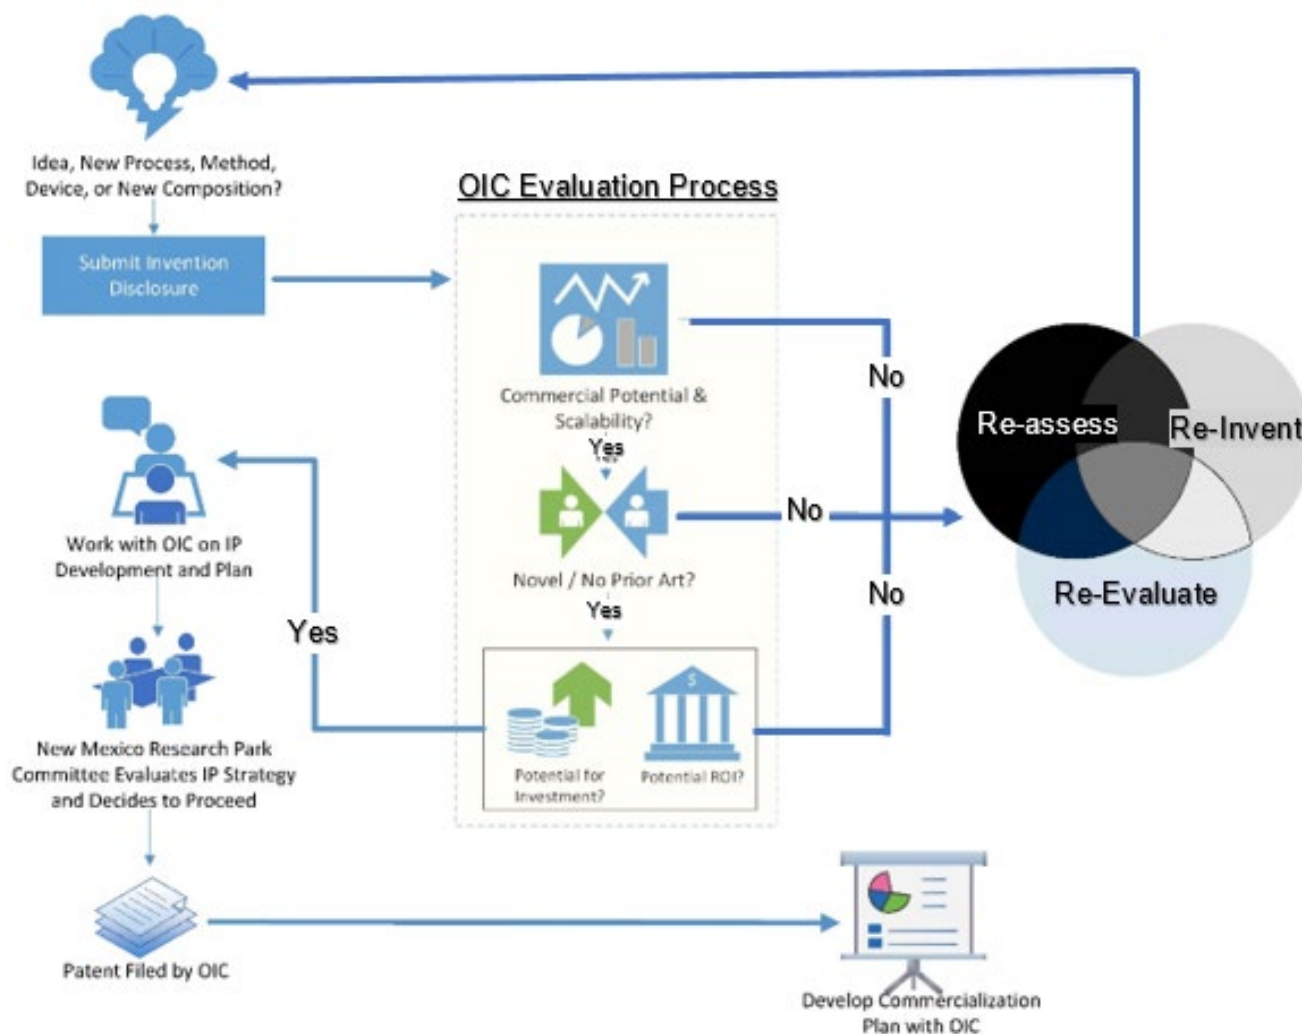 Idea, New Process, Method,
Device, or New Composition?
Submit Invention
Disclosure
OIC Evaluation Process
Commercial Potential &
Scalability?
Yes
No
Novel / No Prior Art?
No
Yes
No
Potential for
Investment?
$
Potential ROI?
Yes
Re-assess
Re-Invent
Re-Evaluate
Work with OIC on IP
Development and Plan
New Mexico Research Park
Committee Evaluates IP Strategy
and Decides to Proceed
Patent Filed by OIC
Develop Commercialization
Plan with OIC